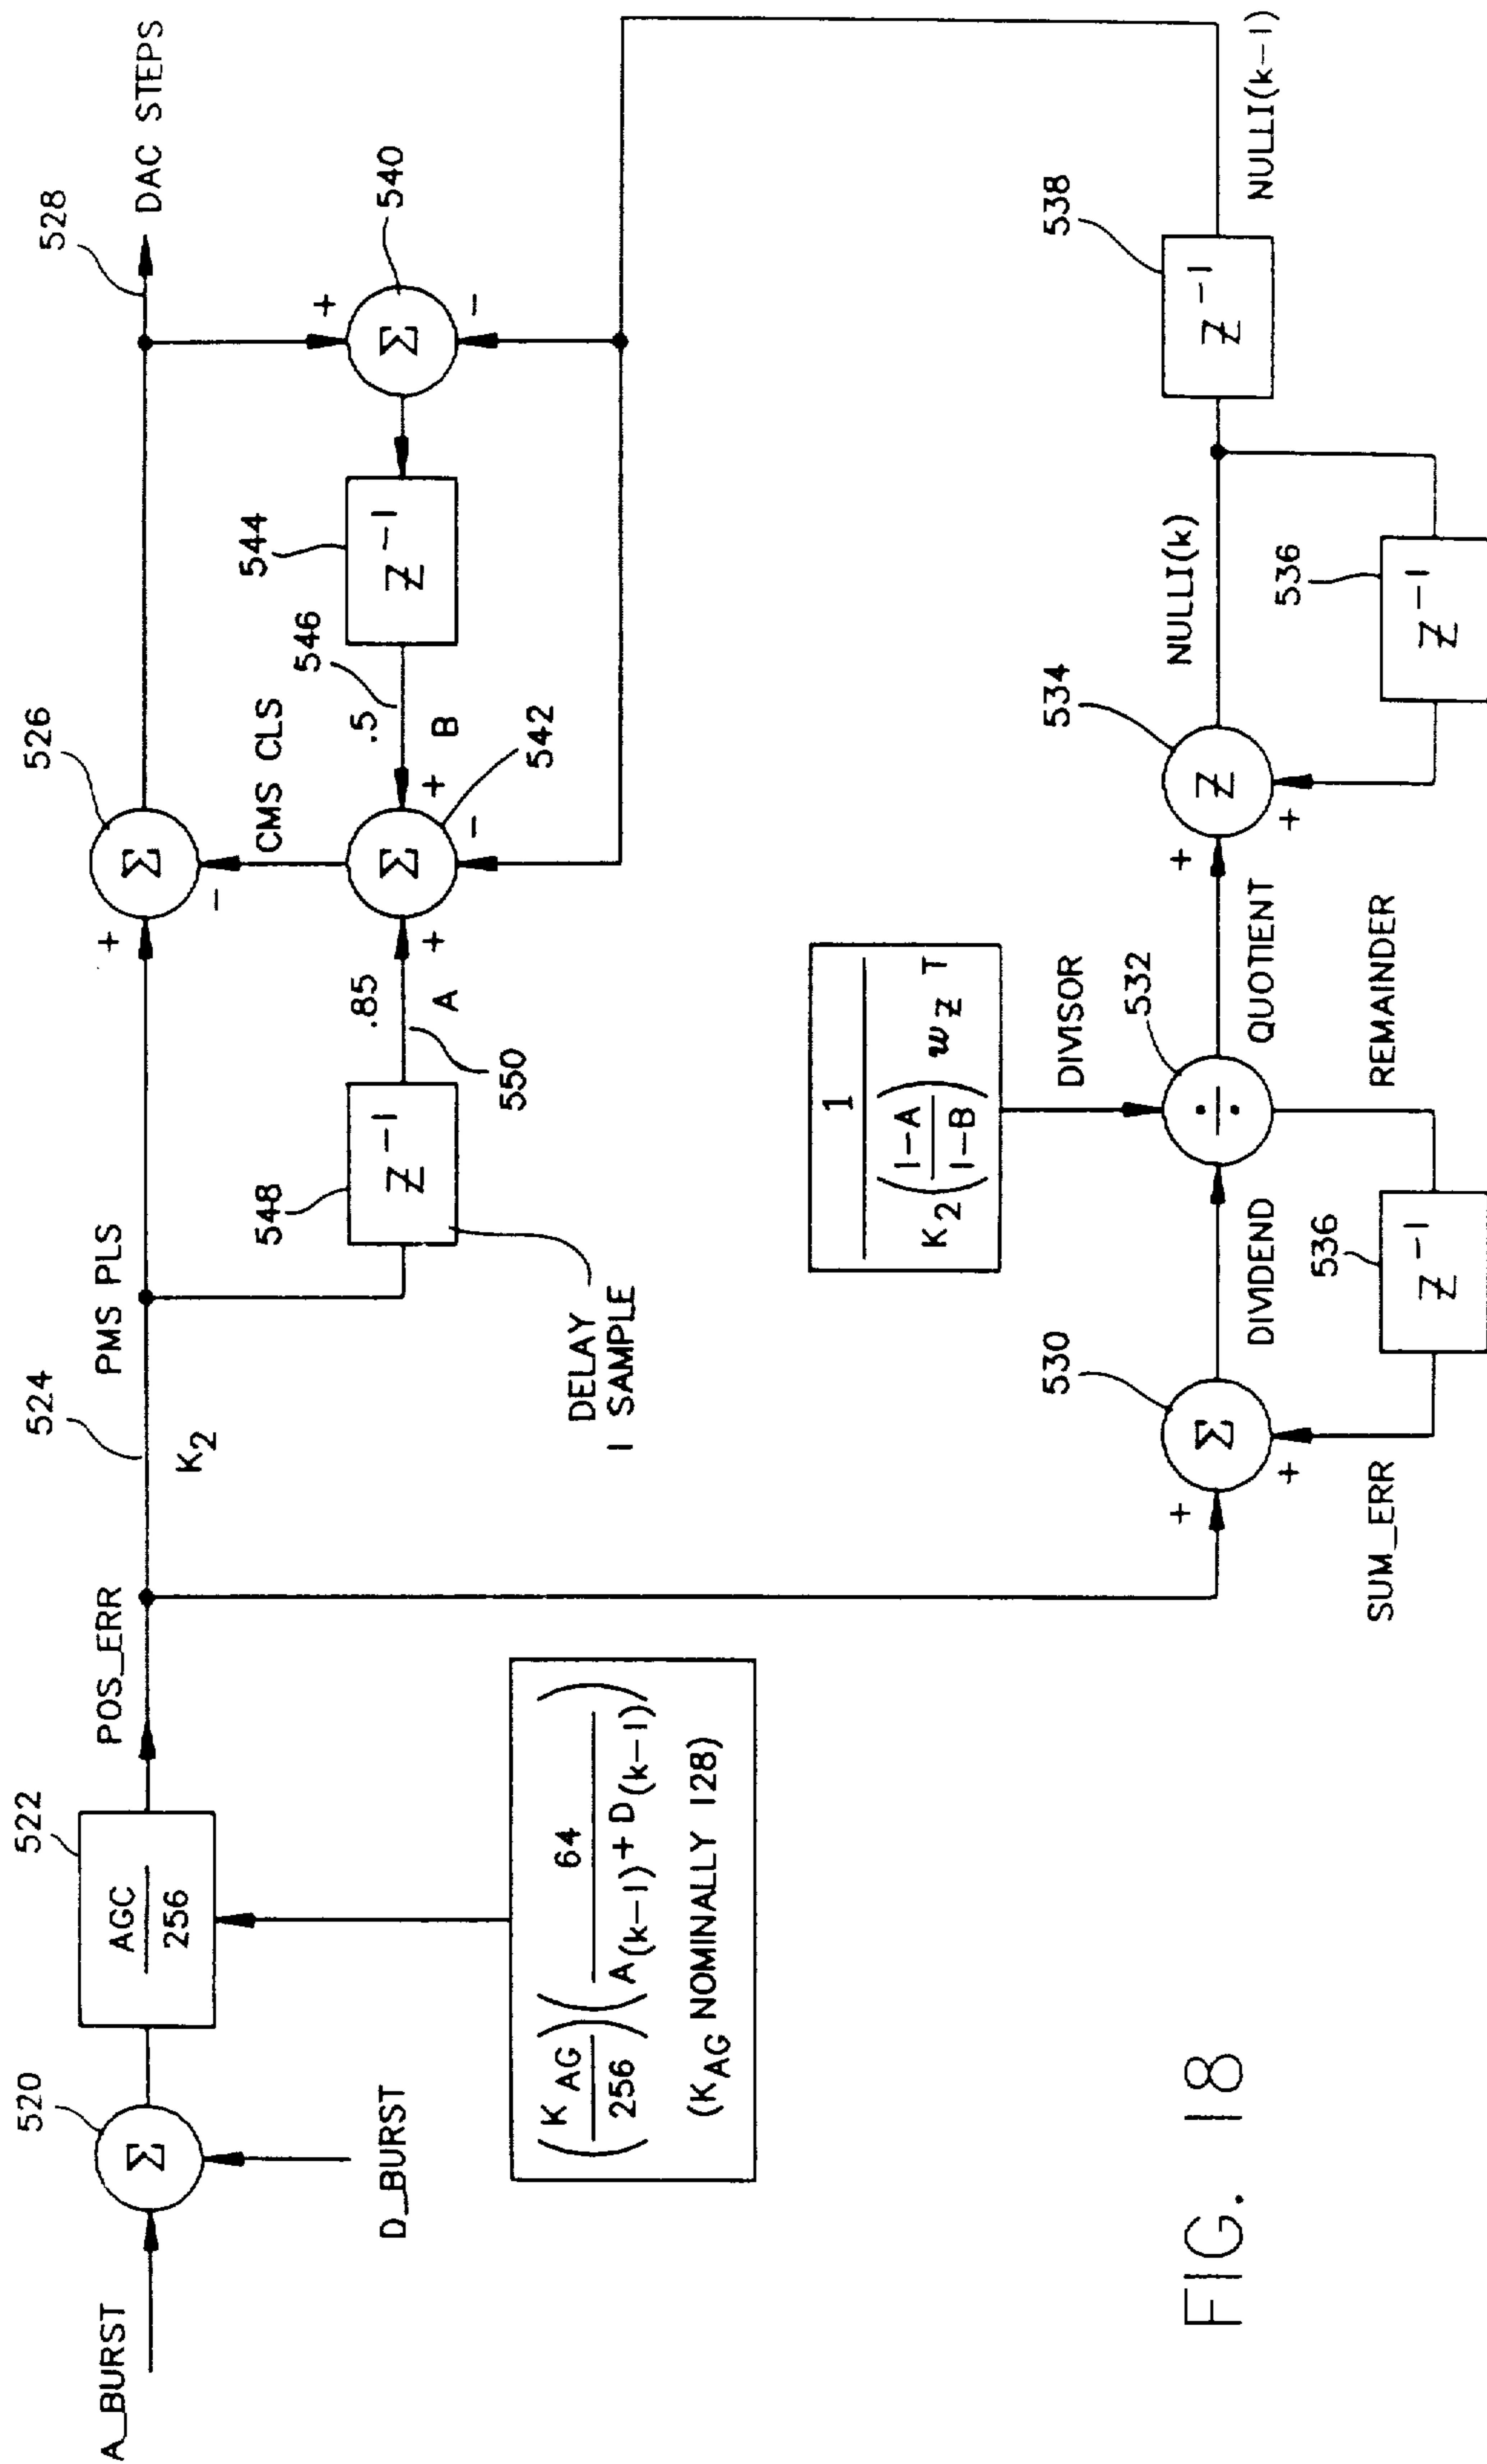 A_BURST
520
Σ
D_BURST
522
AGC
256
POS_ERR
(K AG / 256) (64 / A(k-1) + D(k-1))
(K AG NOMINALLY 128)
524
K2
PMS PLS
548
Z -1
DELAY
1 SAMPLE
.85
A
550
526
Σ
+
-
CMS CLS
+
Σ
+
-
542
.5
B
546
544
Z -1
540
Σ
+
-
528
DAC STEPS
530
Σ
+
+
SUM_ERR
DIVIDEND
536
Z -1
1
K2 (1-A / 1-B) wZ T
DIVISOR
532
÷
QUOTIENT
REMAINDER
534
Z
+
+
NULLI(k)
536
Z -1
538
Z -1
NULLI(k-1)
FIG. 18